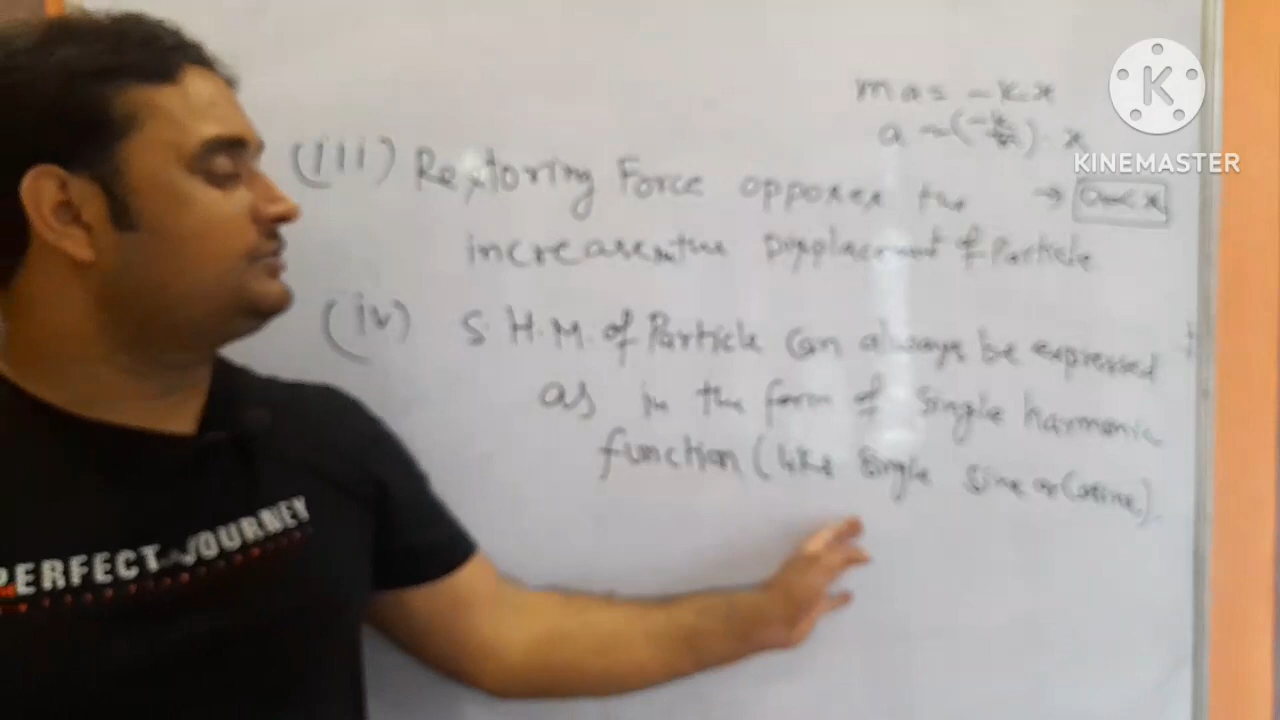 ma = -kx
a = (-k/m) . x
KINEMASTER
(iii) Restoring Force opposes the → a∝x
increase in the Displacement of Particle
(iv) S.H.M. of Particle can always be expressed
as in the form of single harmonic
function (like single sine or Cosine).
PERFECT JOURNEY